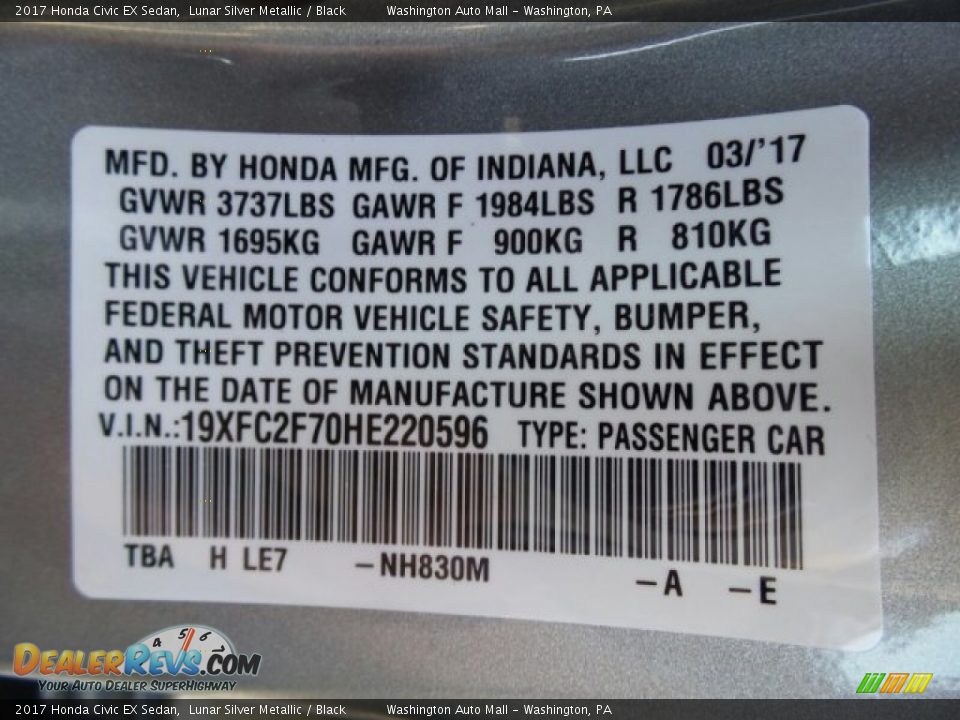 2017 Honda Civic EX Sedan, Lunar Silver Metallic / Black Washington Auto Mall - Washington, PA
MFD. BY HONDA MFG. OF INDIANA, LLC 03/'17
GVWR 3737LBS GAWR F 1984LBS R 1786LBS
GVWR 1695KG GAWR F 900KG R 810KG
THIS VEHICLE CONFORMS TO ALL APPLICABLE
FEDERAL MOTOR VEHICLE SAFETY, BUMPER,
AND THEFT PREVENTION STANDARDS IN EFFECT
ON THE DATE OF MANUFACTURE SHOWN ABOVE.
V.I.N.:19XFC2F70HE220596 TYPE: PASSENGER CAR
TBA H LE7 -NH830M -A -E
4 5 6
DEALERREVS.COM
YOUR AUTO DEALER SUPERHIGHWAY
2017 Honda Civic EX Sedan, Lunar Silver Metallic / Black Washington Auto Mall - Washington, PA